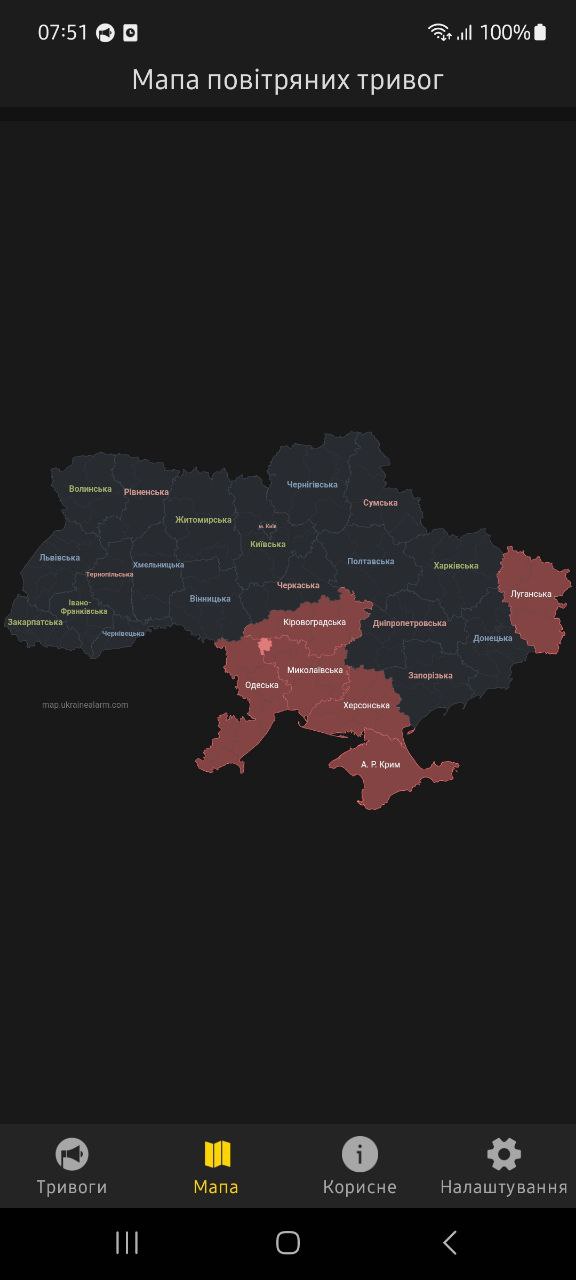 07:51
100%
Мапа повітряних тривог
Чернігівська
Волинська
Рівненська
Сумська
Житомирська
м. Київ
Київська
Львівська
Хмельницька
Полтавська
Харківська
Тернопільська
Черкаська
Луганська
Вінницька
Івано-
Франківська
Закарпатська
Кіровоградська
Дніпропетровська
Чернівецька
Донецька
Миколаївська
Запорізька
Одеська
Херсонська
map.ukrainealarm.com
А. Р. Крим
Тривоги
Мапа
Корисне
Налаштування